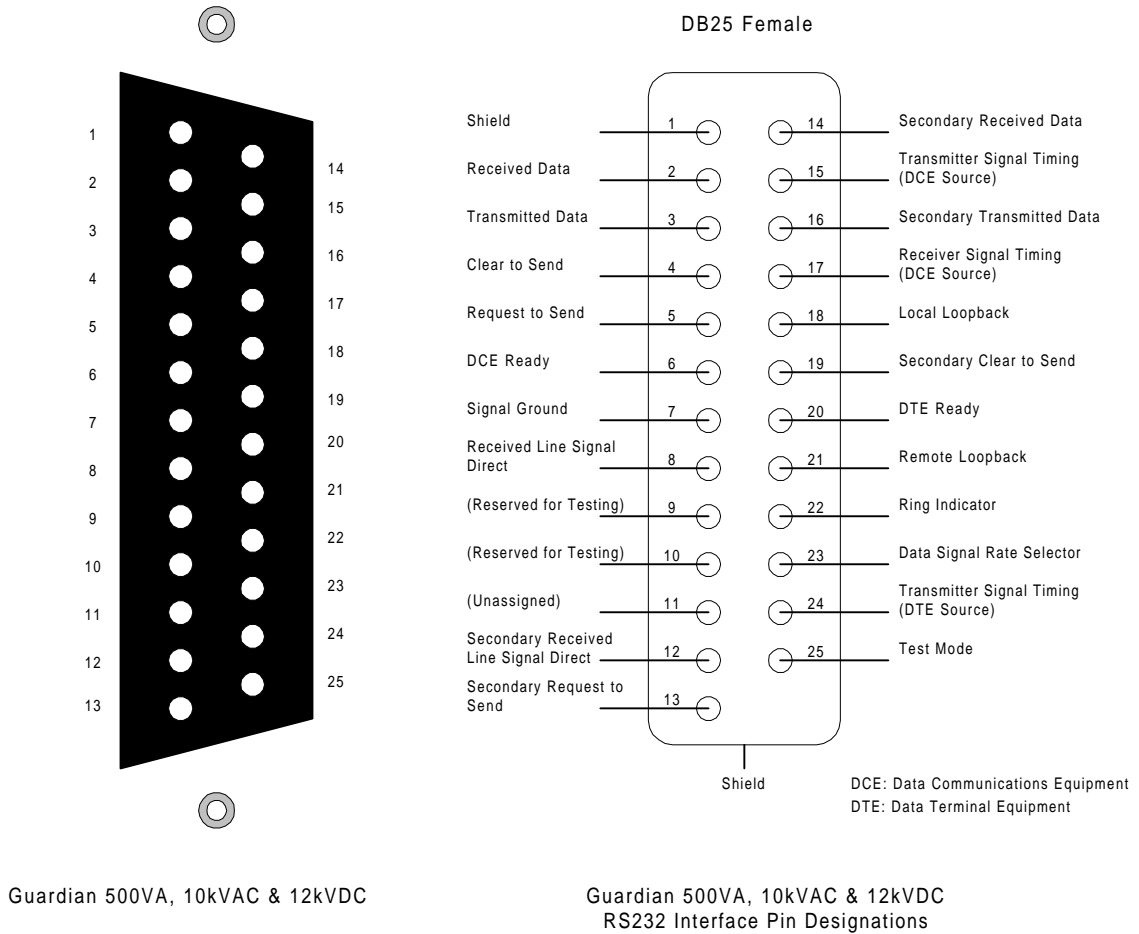 DB25 Female
1
2
3
4
5
6
7
8
9
10
11
12
13
14
15
16
17
18
19
20
21
22
23
24
25
Shield
1
Received Data
2
Transmitted Data
3
Clear to Send
4
Request to Send
5
DCE Ready
6
Signal Ground
7
Received Line Signal
Direct
8
(Reserved for Testing)
9
(Reserved for Testing)
10
(Unassigned)
11
Secondary Received
Line Signal Direct
12
Secondary Request to
Send
13
14
Secondary Received Data
15
Transmitter Signal Timing
(DCE Source)
16
Secondary Transmitted Data
17
Receiver Signal Timing
(DCE Source)
18
Local Loopback
19
Secondary Clear to Send
20
DTE Ready
21
Remote Loopback
22
Ring Indicator
23
Data Signal Rate Selector
24
Transmitter Signal Timing
(DTE Source)
25
Test Mode
Shield
DCE: Data Communications Equipment
DTE: Data Terminal Equipment
Guardian 500VA, 10kVAC & 12kVDC
Guardian 500VA, 10kVAC & 12kVDC
RS232 Interface Pin Designations